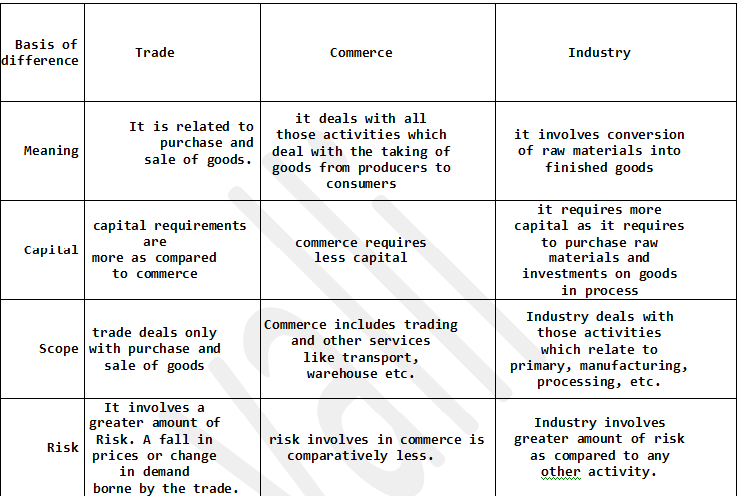 Basis of
difference
Trade
Commerce
Industry
Meaning
It is related to
purchase and
sale of goods.
it deals with all
those activities which
deal with the taking of
goods from producers to
consumers
it involves conversion
of raw materials into
finished goods
Capital
capital requirements
are
more as compared
to commerce
commerce requires
less capital
it requires more
capital as it requires
to purchase raw
materials and
investments on goods
in process
Scope
trade deals only
with purchase and
sale of goods
Commerce includes trading
and other services
like transport,
warehouse etc.
Industry deals with
those activities
which relate to
primary, manufacturing,
processing, etc.
Risk
It involves a
greater amount of
Risk. A fall in
prices or change
in demand
borne by the trade.
risk involves in commerce is
comparatively less.
Industry involves
greater amount of risk
as compared to any
other activity.